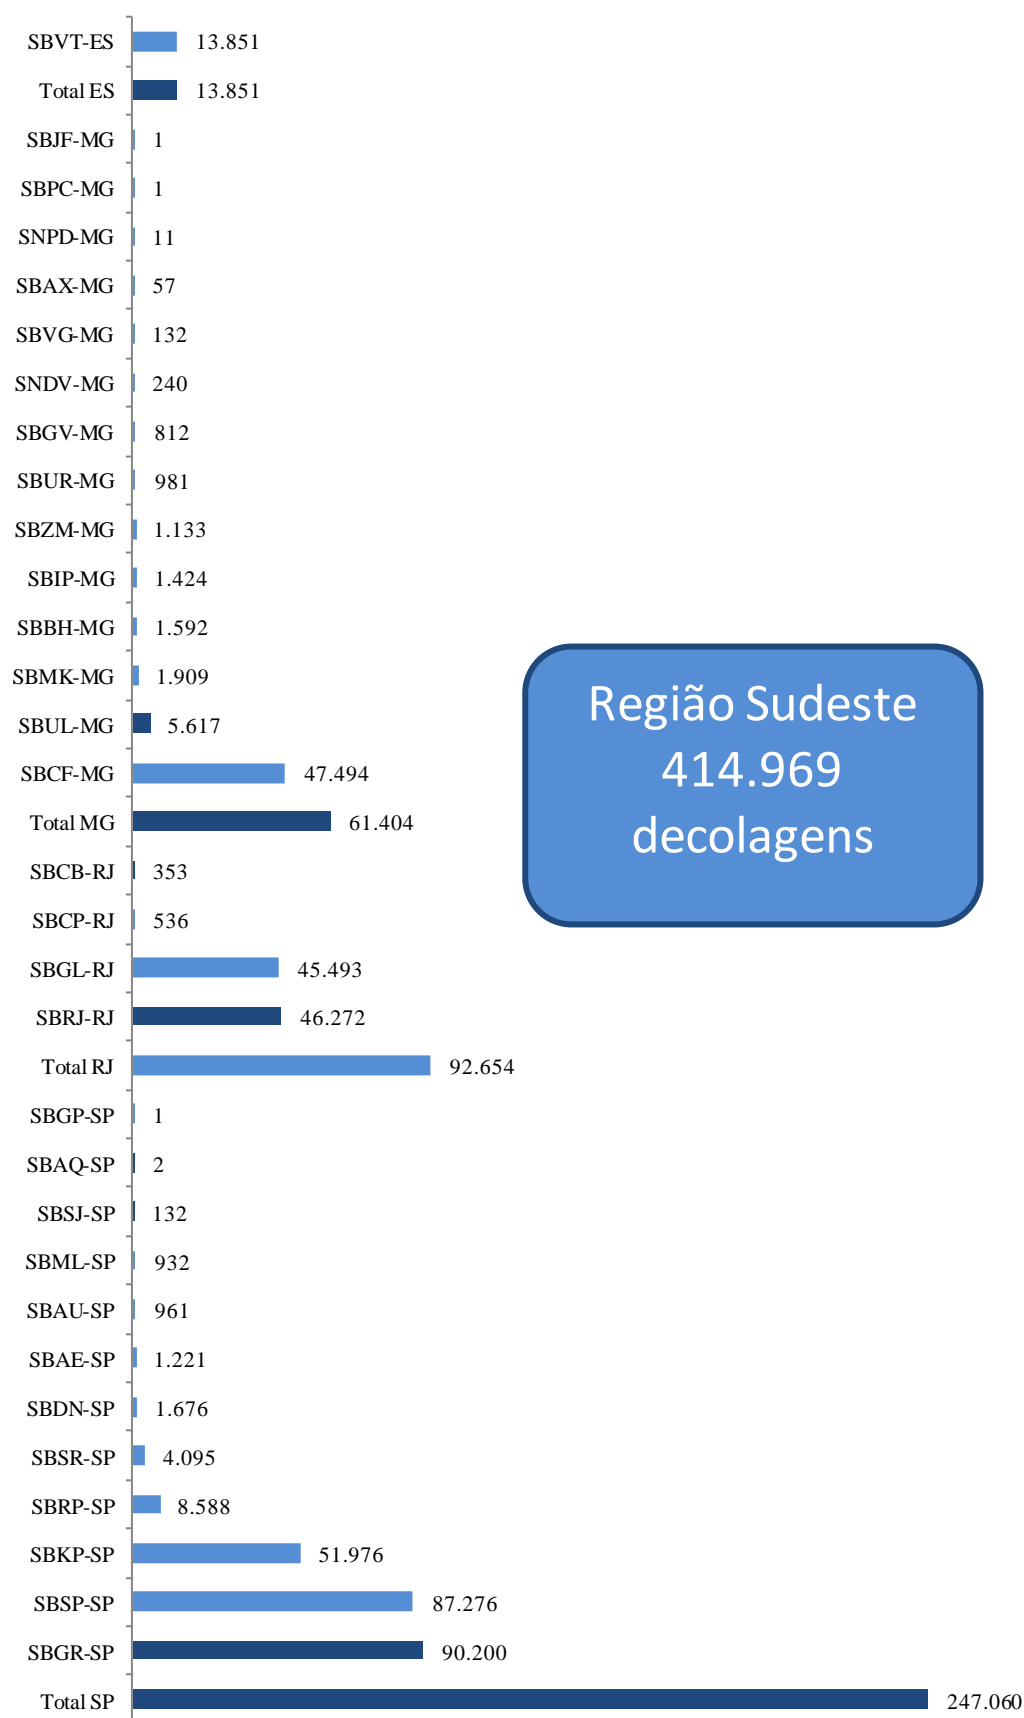 SBVT-ES 13.851
Total ES 13.851
SBJF-MG 1
SBPC-MG 1
SNPD-MG 11
SBAX-MG 57
SBVG-MG 132
SNDV-MG 240
SBGV-MG 812
SBUR-MG 981
SBZM-MG 1.133
SBIP-MG 1.424
SBBH-MG 1.592
SBMK-MG 1.909
SBUL-MG 5.617
SBCF-MG 47.494
Total MG 61.404
SBCB-RJ 353
SBCP-RJ 536
SBGL-RJ 45.493
SBRJ-RJ 46.272
Total RJ 92.654
SBGP-SP 1
SBAQ-SP 2
SBSJ-SP 132
SBML-SP 932
SBAU-SP 961
SBAE-SP 1.221
SBDN-SP 1.676
SBSR-SP 4.095
SBRP-SP 8.588
SBKP-SP 51.976
SBSP-SP 87.276
SBGR-SP 90.200
Total SP 247.060
Região Sudeste
414.969
decolagens